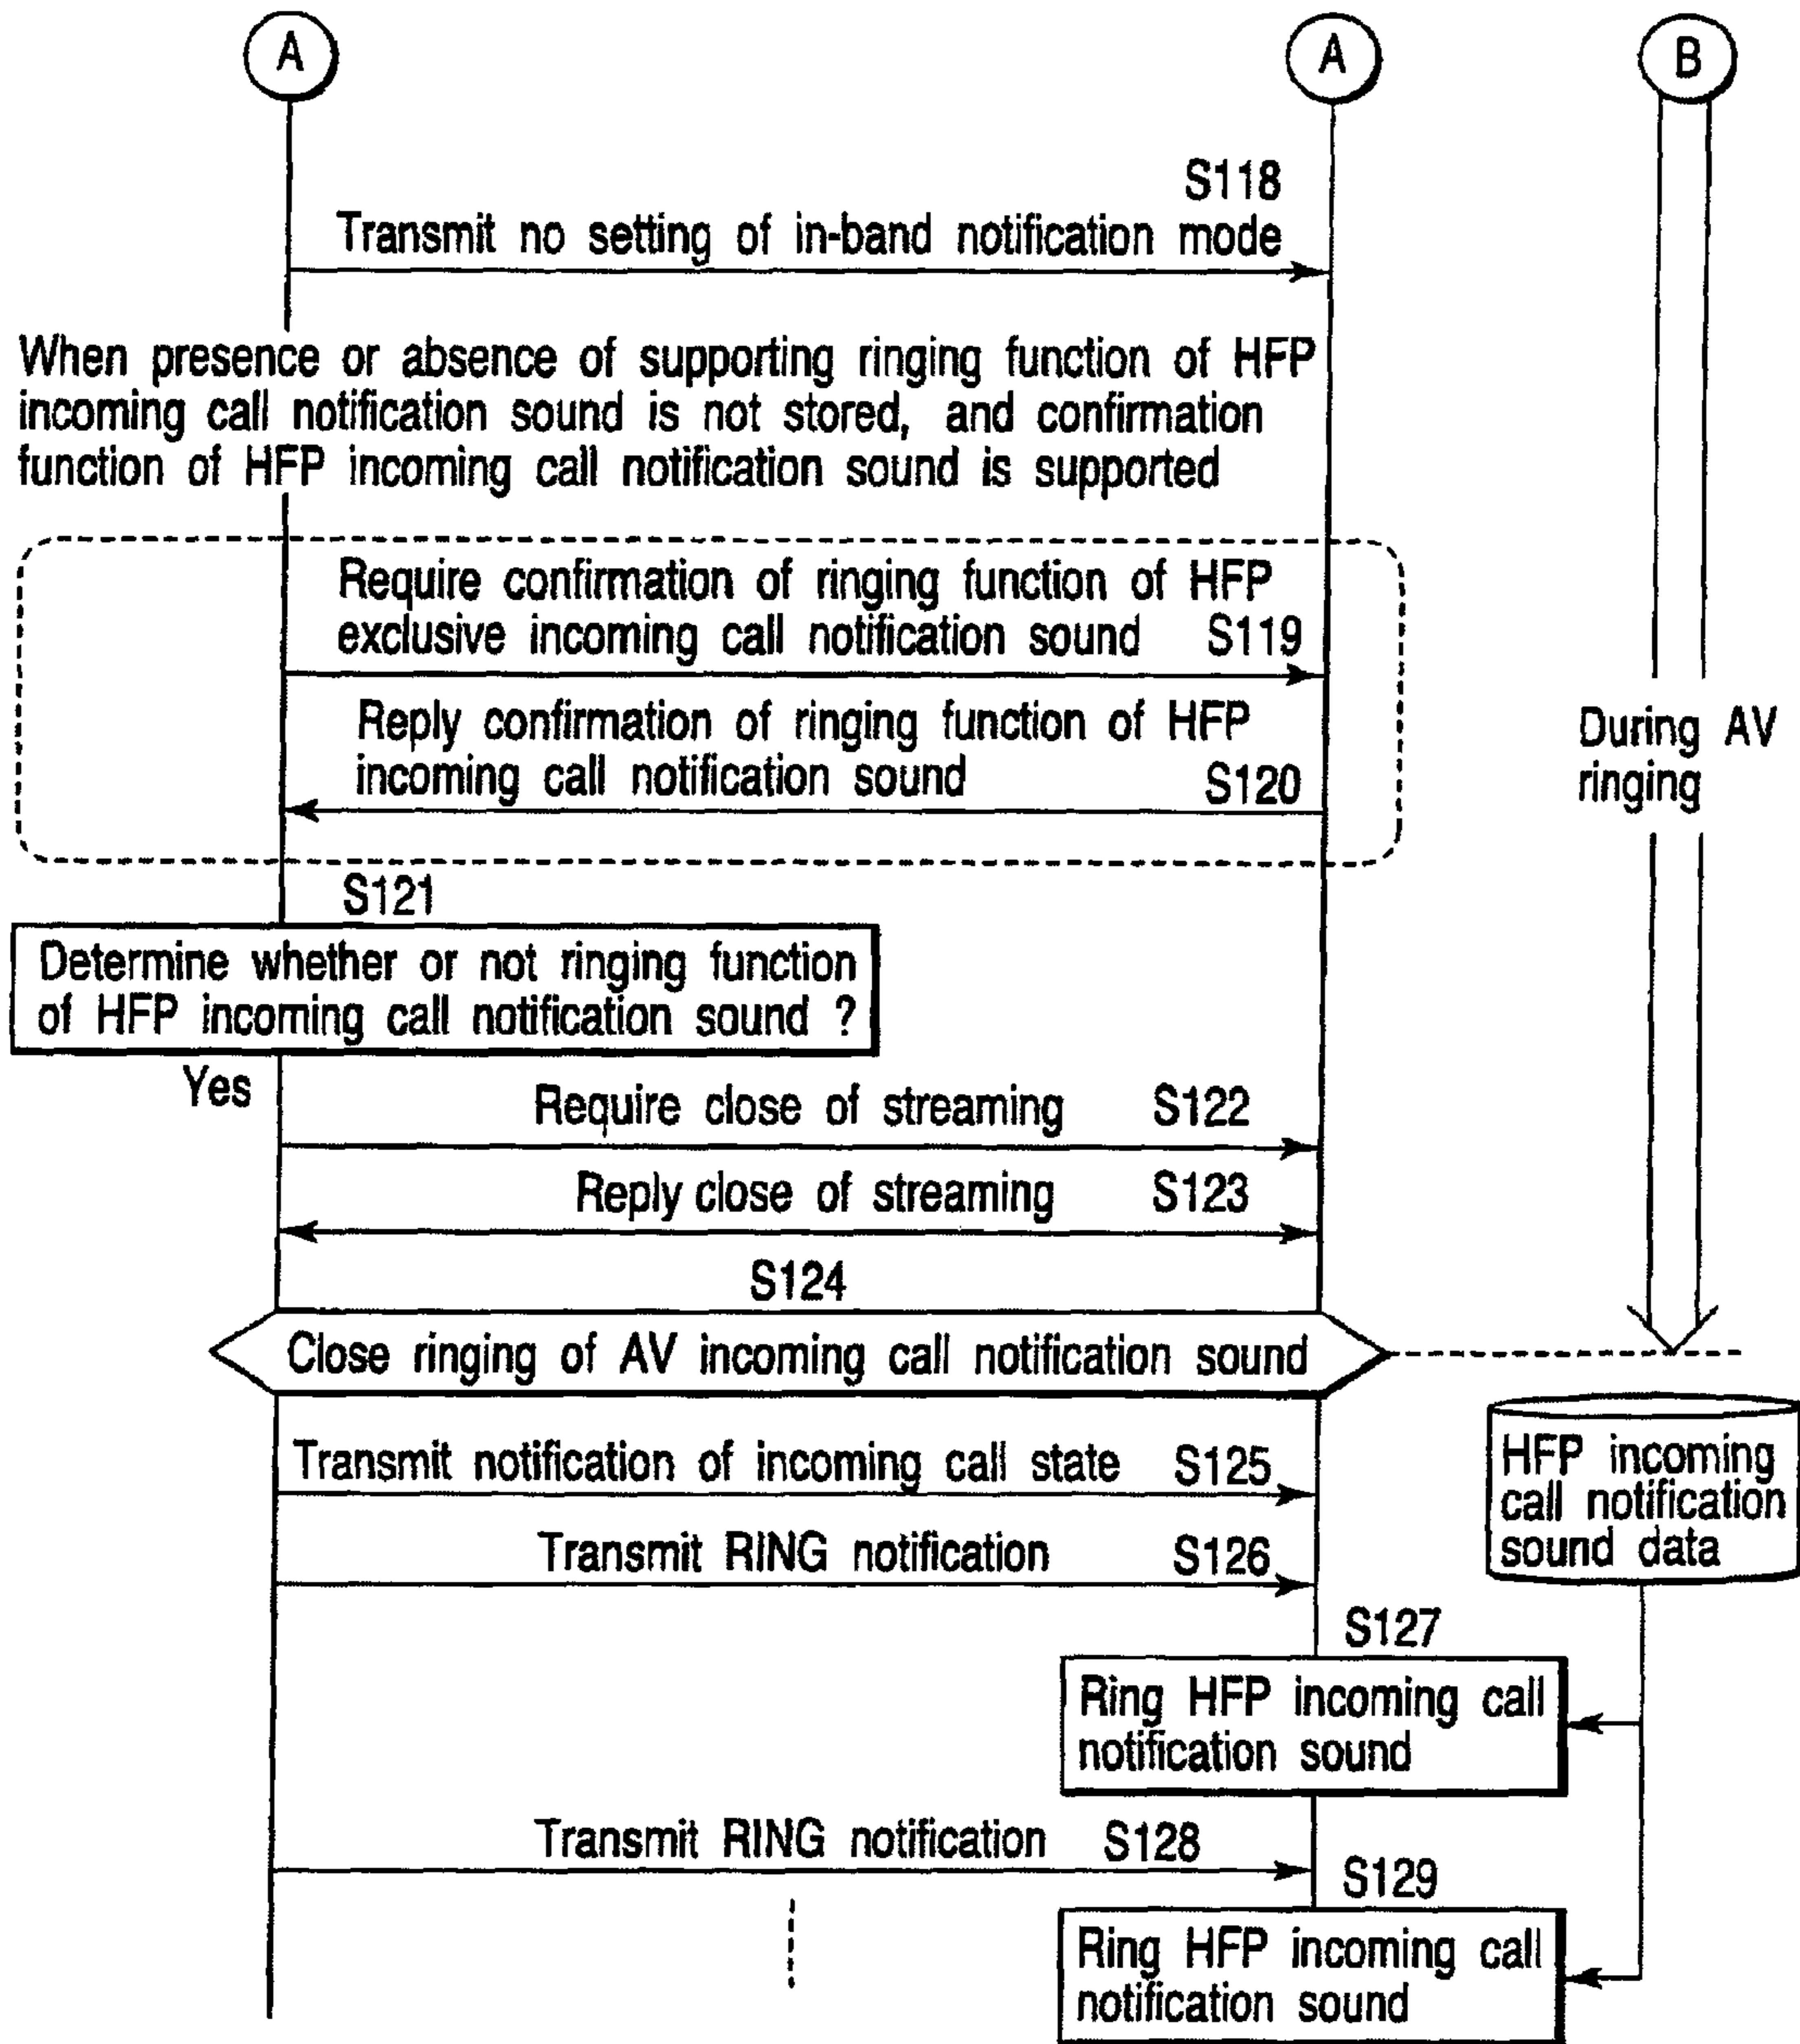 A
A
B
S118
Transmit no setting of in-band notification mode
When presence or absence of supporting ringing function of HFP
incoming call notification sound is not stored, and confirmation
function of HFP incoming call notification sound is supported
Require confirmation of ringing function of HFP
exclusive incoming call notification sound S119
Reply confirmation of ringing function of HFP
incoming call notification sound S120
During AV
ringing
S121
Determine whether or not ringing function
of HFP incoming call notification sound ?
Yes
Require close of streaming S122
Reply close of streaming S123
S124
Close ringing of AV incoming call notification sound
Transmit notification of incoming call state S125
HFP incoming
call notification
sound data
Transmit RING notification S126
S127
Ring HFP incoming call
notification sound
Transmit RING notification S128
S129
Ring HFP incoming call
notification sound